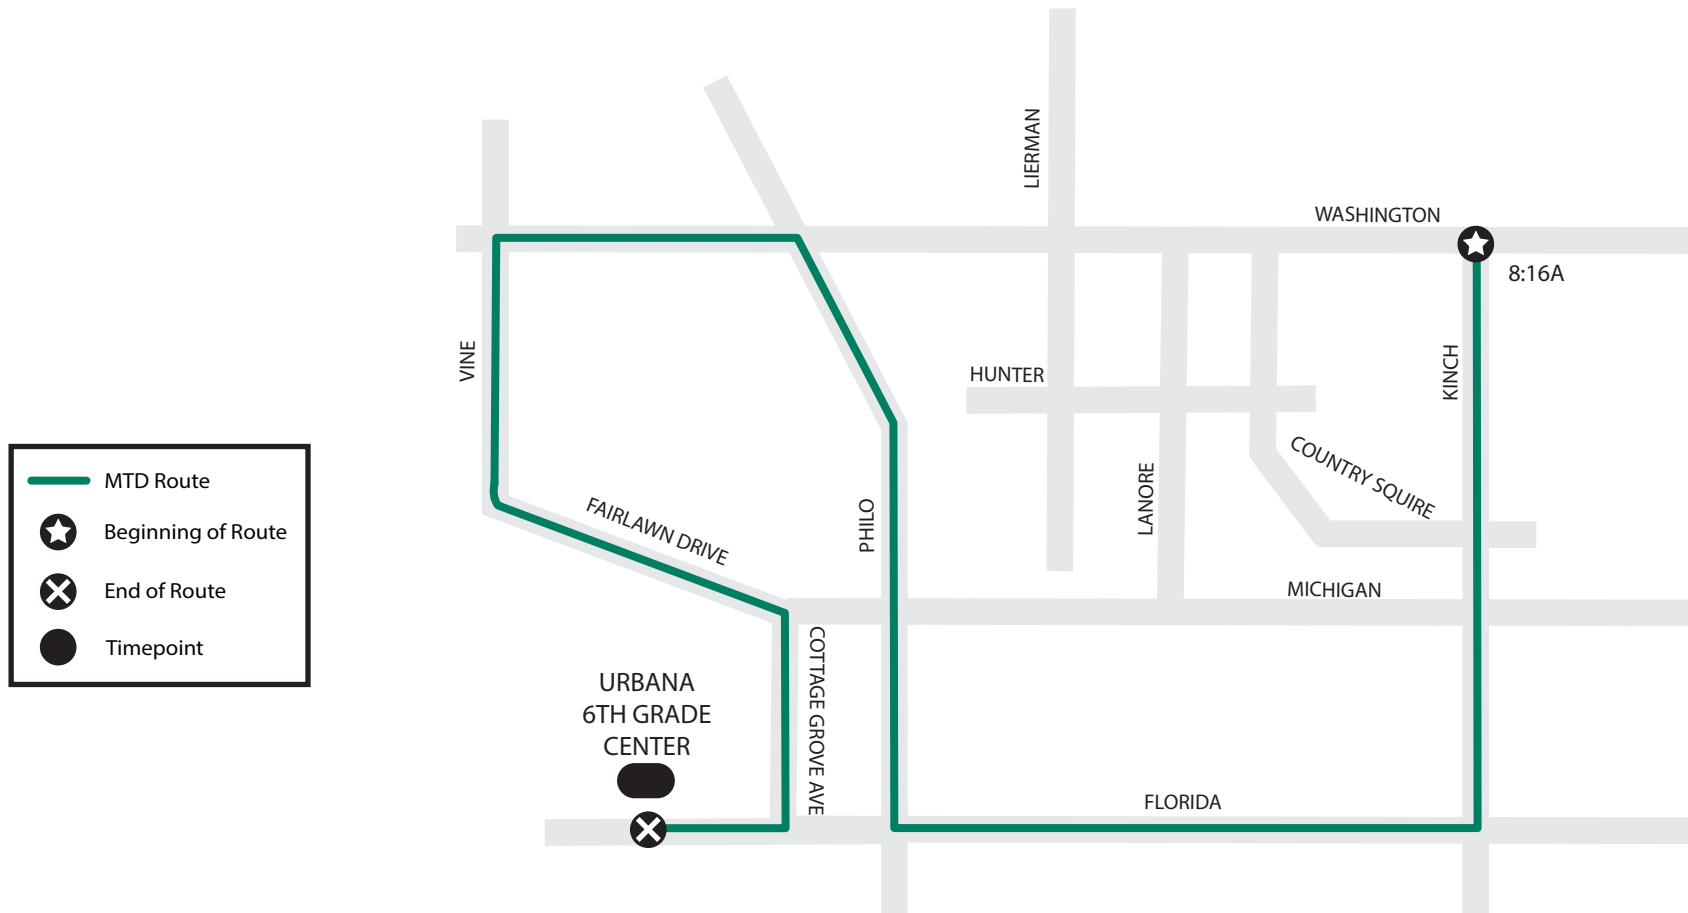 LIERMAN
WASHINGTON
8:16A
VINE
HUNTER
KINCH
COUNTRY SQUIRE
LANORE
PHILO
FAIRLAWN DRIVE
MICHIGAN
COTTAGE GROVE AVE
URBANA
6TH GRADE
CENTER
FLORIDA
MTD Route
Beginning of Route
End of Route
Timepoint